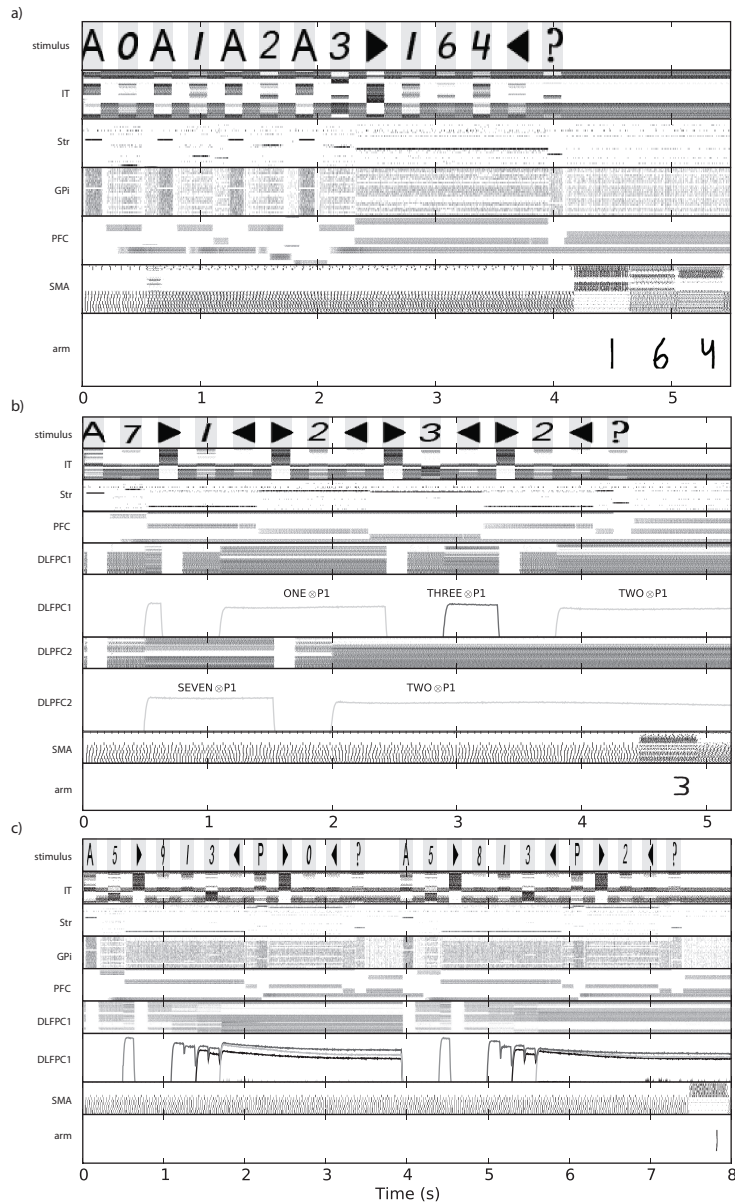 a)
stimulus A 0 A 1 A 2 A 3 ▶ 1 6 4 ◀ ?
IT
Str
GPi
PFC
SMA
arm 1 6 4
0 1 2 3 4 5
b)
stimulus A 7 ▶ 1 ◀ ▶ 2 ◀ ▶ 3 ◀ ▶ 2 ◀ ?
IT
Str
PFC
DLFPC1
ONE⊗P1 THREE⊗P1 TWO⊗P1
DLFPC1
DLPFC2
SEVEN⊗P1 TWO⊗P1
DLPFC2
SMA
arm 3
0 1 2 3 4 5
c)
stimulus A 5 ▶ 9 1 3 ◀ P ▶ 0 ◀ ? A 5 ▶ 8 1 3 ◀ P ▶ 2 ◀ ?
IT
Str
GPi
PFC
DLFPC1
DLFPC1
SMA
arm 1
0 1 2 3 4 5 6 7 8
Time (s)